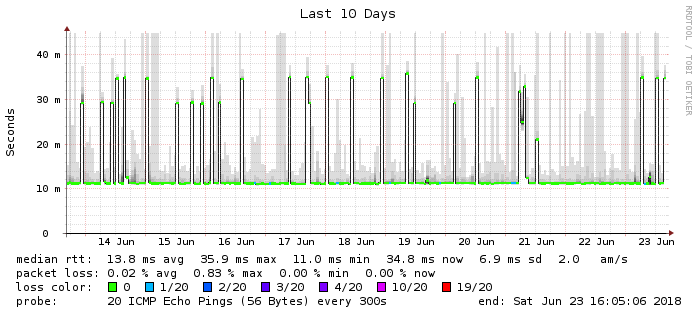 Last 10 Days
RRDTOOL / TOBI OETIKER
Seconds
40 m
30 m
20 m
10 m
0
14 Jun 15 Jun 16 Jun 17 Jun 18 Jun 19 Jun 20 Jun 21 Jun 22 Jun 23 Jun
median rtt: 13.8 ms avg 35.9 ms max 11.0 ms min 34.8 ms now 6.9 ms sd 2.0 am/s
packet loss: 0.02 % avg 0.83 % max 0.00 % min 0.00 % now
loss color: 0 1/20 2/20 3/20 4/20 10/20 19/20
probe: 20 ICMP Echo Pings (56 Bytes) every 300s end: Sat Jun 23 16:05:06 2018